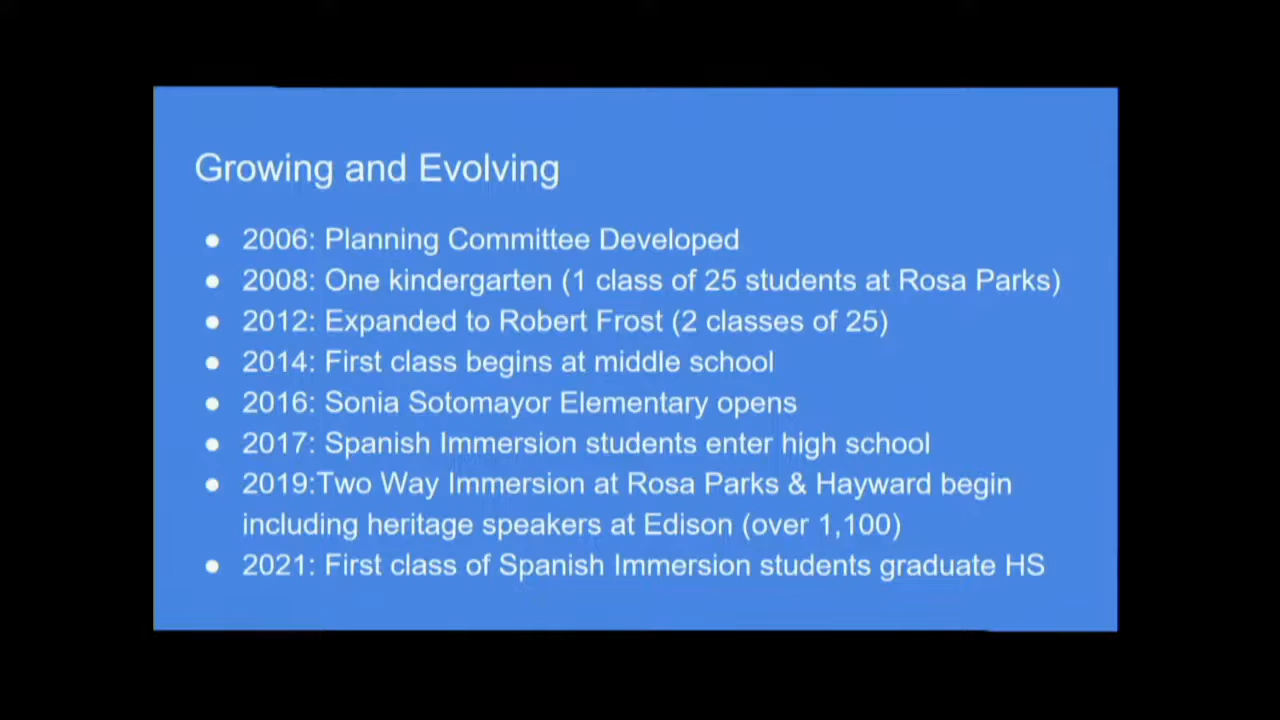 Growing and Evolving
● 2006: Planning Committee Developed
● 2008: One kindergarten (1 class of 25 students at Rosa Parks)
● 2012: Expanded to Robert Frost (2 classes of 25)
● 2014: First class begins at middle school
● 2016: Sonia Sotomayor Elementary opens
● 2017: Spanish Immersion students enter high school
● 2019:Two Way Immersion at Rosa Parks & Hayward begin
including heritage speakers at Edison (over 1,100)
● 2021: First class of Spanish Immersion students graduate HS